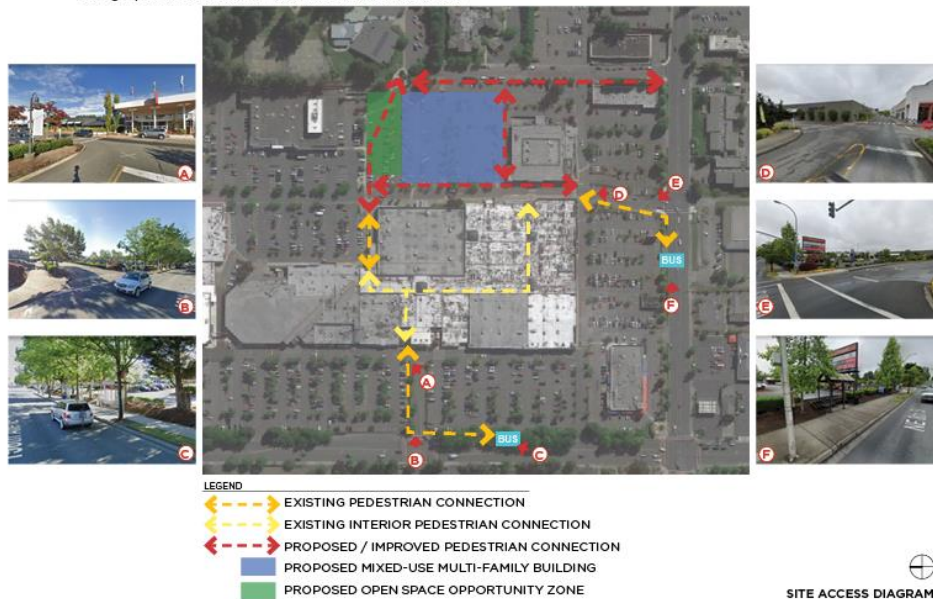 A
B
C
D
E
F
D
E
BUS
F
A
BUS
B
C
LEGEND
EXISTING PEDESTRIAN CONNECTION
EXISTING INTERIOR PEDESTRIAN CONNECTION
PROPOSED / IMPROVED PEDESTRIAN CONNECTION
PROPOSED MIXED-USE MULTI-FAMILY BUILDING
PROPOSED OPEN SPACE OPPORTUNITY ZONE
SITE ACCESS DIAGRAM